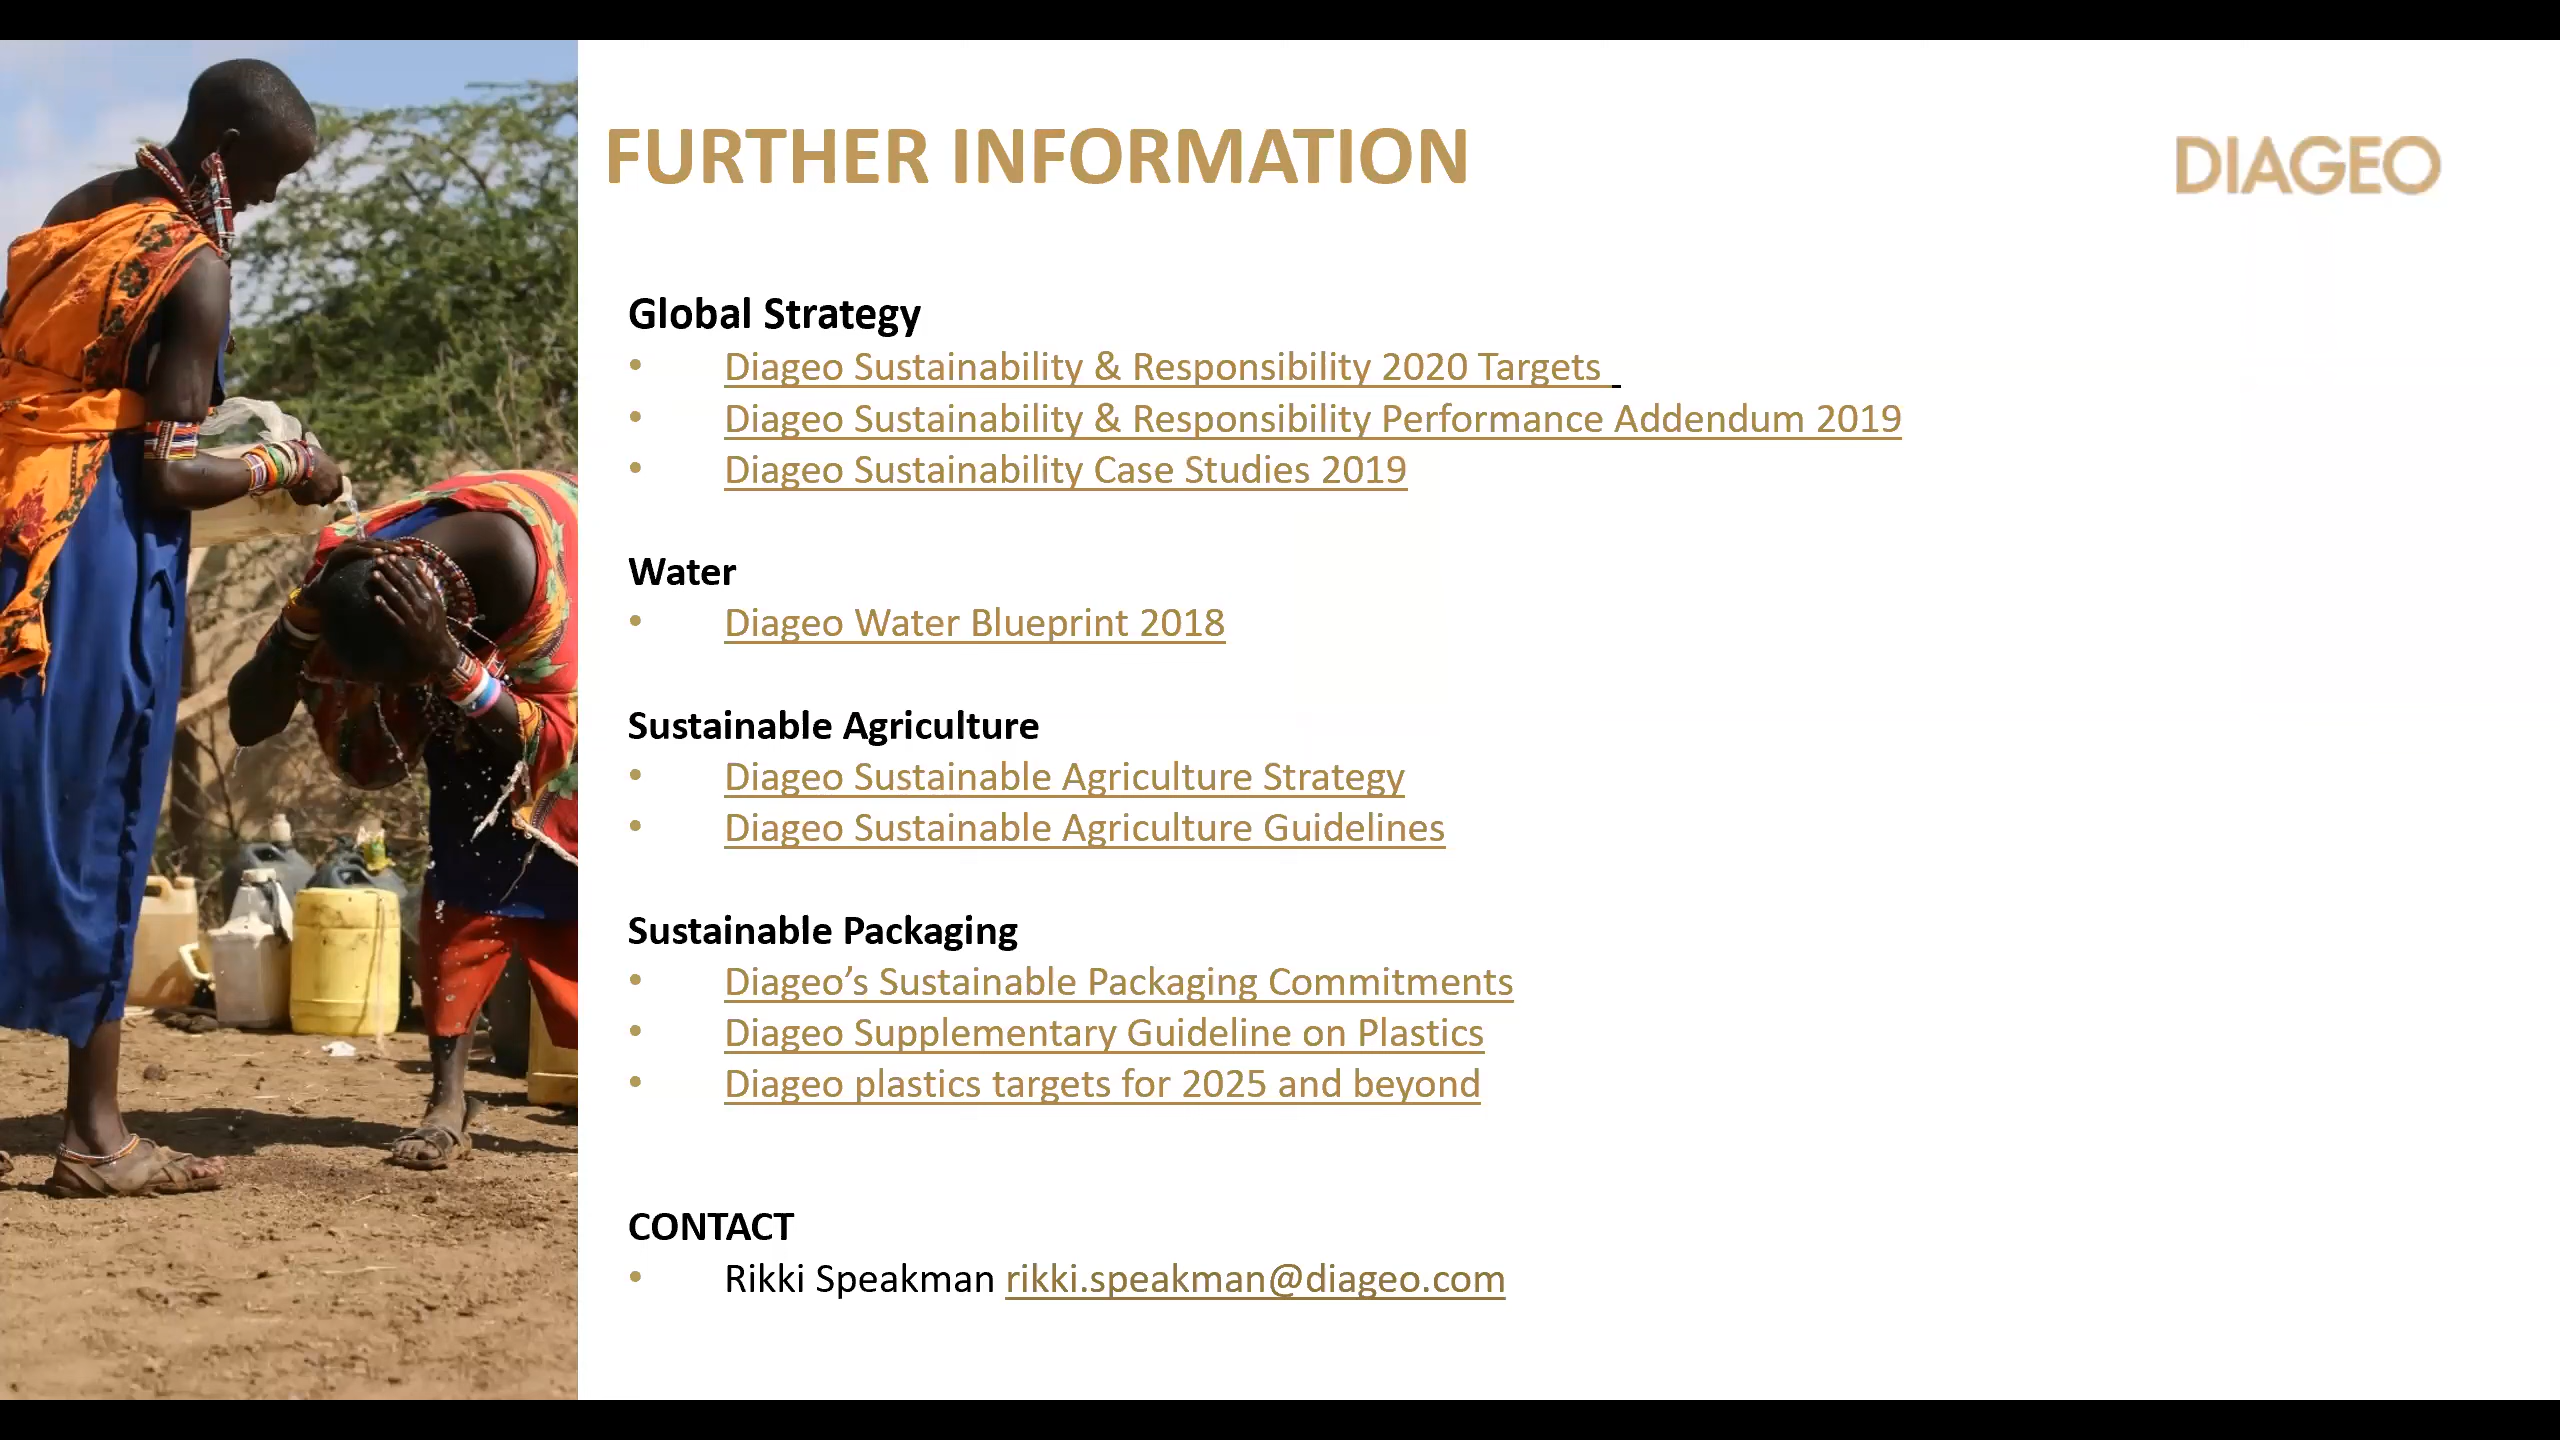 FURTHER INFORMATION
DIAGEO
Global Strategy
• Diageo Sustainability & Responsibility 2020 Targets
• Diageo Sustainability & Responsibility Performance Addendum 2019
• Diageo Sustainability Case Studies 2019
Water
• Diageo Water Blueprint 2018
Sustainable Agriculture
• Diageo Sustainable Agriculture Strategy
• Diageo Sustainable Agriculture Guidelines
Sustainable Packaging
• Diageo’s Sustainable Packaging Commitments
• Diageo Supplementary Guideline on Plastics
• Diageo plastics targets for 2025 and beyond
CONTACT
• Rikki Speakman rikki.speakman@diageo.com